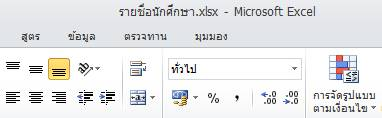 รายชื่อนักศึกษา.xlsx - Microsoft Excel
สูตร ข้อมูล ตรวจทาน มุมมอง
ทั่วไป
% , .00 .0 .00
การจัดรูปแบบ
ตามเงื่อนไข